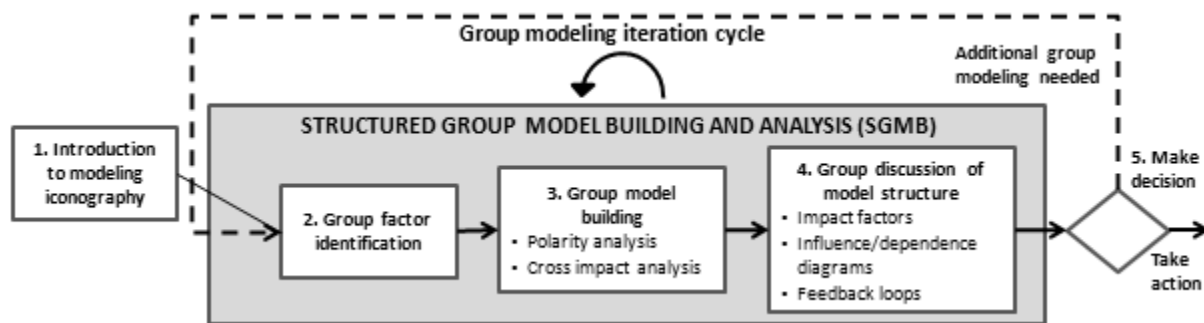 Group modeling iteration cycle
Additional group
modeling needed
STRUCTURED GROUP MODEL BUILDING AND ANALYSIS (SGMB)
1. Introduction
to modeling
iconography
2. Group factor
identification
3. Group model
building
▪ Polarity analysis
▪ Cross impact analysis
4. Group discussion of
model structure
▪ Impact factors
▪ Influence/dependence
diagrams
▪ Feedback loops
5. Make
decision
Take
action